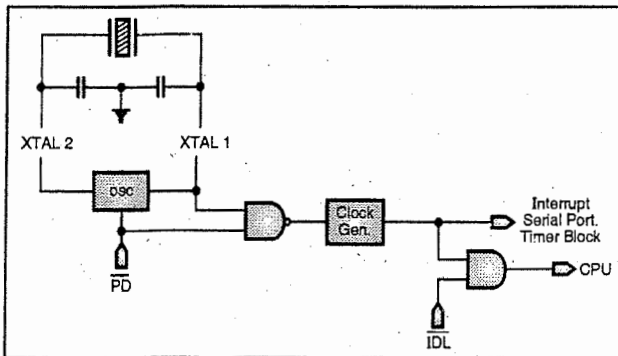 XTAL 2
XTAL 1
osc
Clock
Gen.
Interrupt
Serial Port.
Timer Block
CPU
PD
IDL